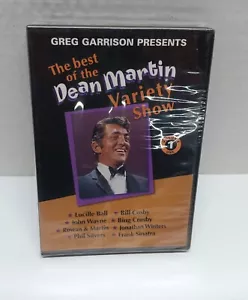 GREG GARRISON PRESENTS
The best
of the
Dean Martin
Variety
Show
Lucille Ball
Bill Cosby
John Wayne
Bing Crosby
Rowan & Martin
Jonathan Winters
Phil Silvers
Frank Sinatra